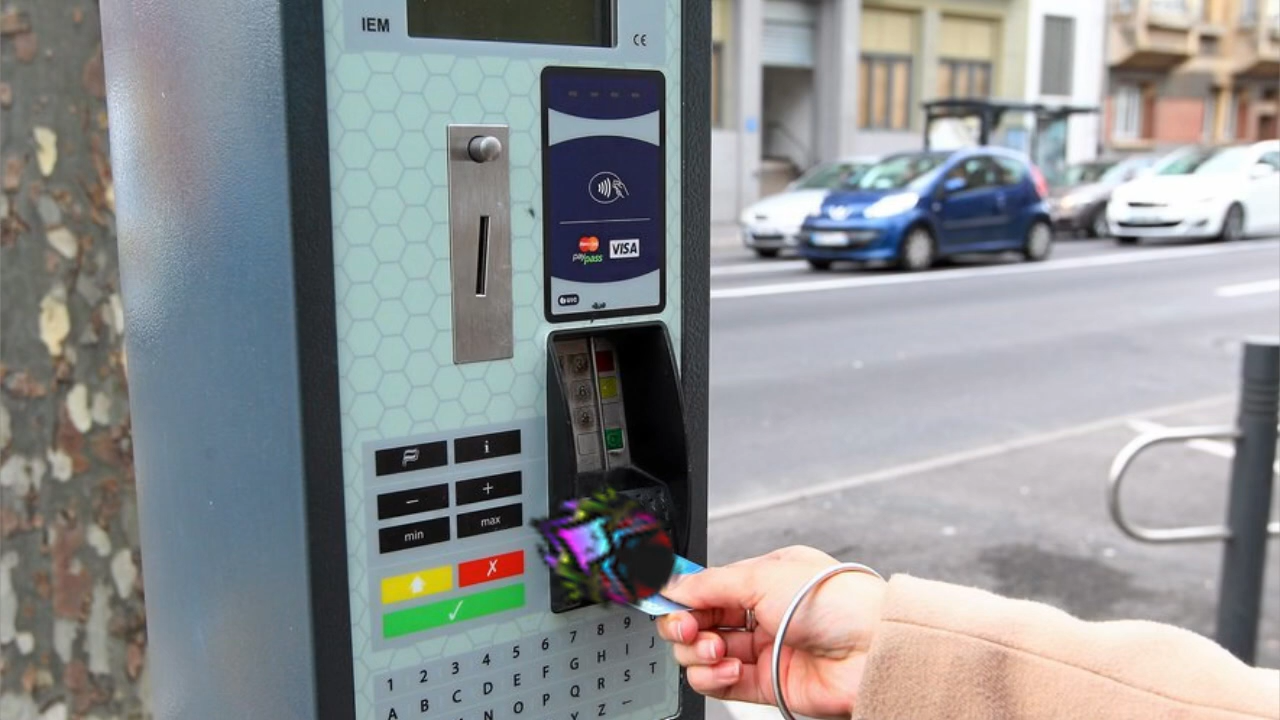 IEM
CE
MasterCard
paypass
VISA
i
- +
min max
1 2 3 4 5 6 7 8 9
A B C D E F G H I J
N O P Q R S T
Y Z -